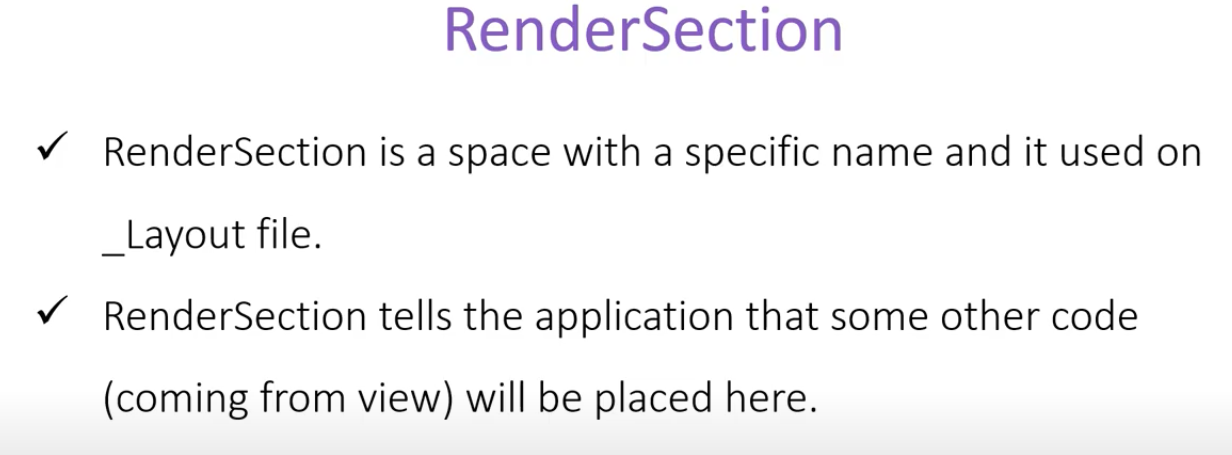 RenderSection
✓ RenderSection is a space with a specific name and it used on
_Layout file.
✓ RenderSection tells the application that some other code
(coming from view) will be placed here.